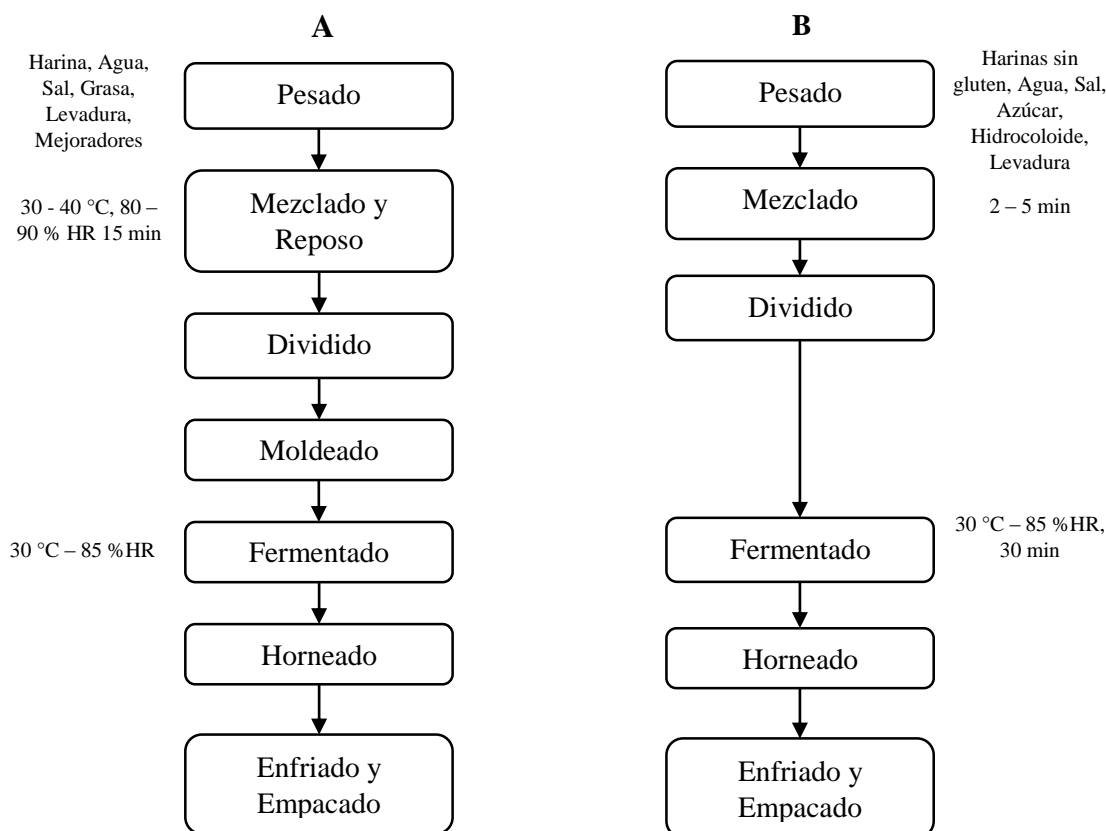 A
Harina, Agua,
Sal, Grasa,
Levadura,
Mejoradores
Pesado
30 - 40 °C, 80 –
90 % HR 15 min
Mezclado y
Reposo
Dividido
Moldeado
30 °C – 85 %HR
Fermentado
Horneado
Enfriado y
Empacado
B
Pesado
Harinas sin
gluten, Agua, Sal,
Azúcar,
Hidrocoloide,
Levadura
Mezclado
2 – 5 min
Dividido
Fermentado
30 °C – 85 %HR,
30 min
Horneado
Enfriado y
Empacado